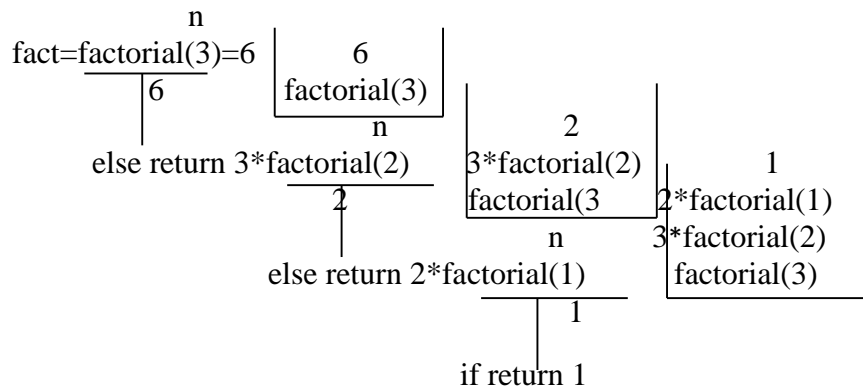 n
fact=factorial(3)=6
6
6
factorial(3)
n
else return 3*factorial(2)
2
2
3*factorial(2)
factorial(3
n
else return 2*factorial(1)
1
1
2*factorial(1)
3*factorial(2)
factorial(3)
if return 1